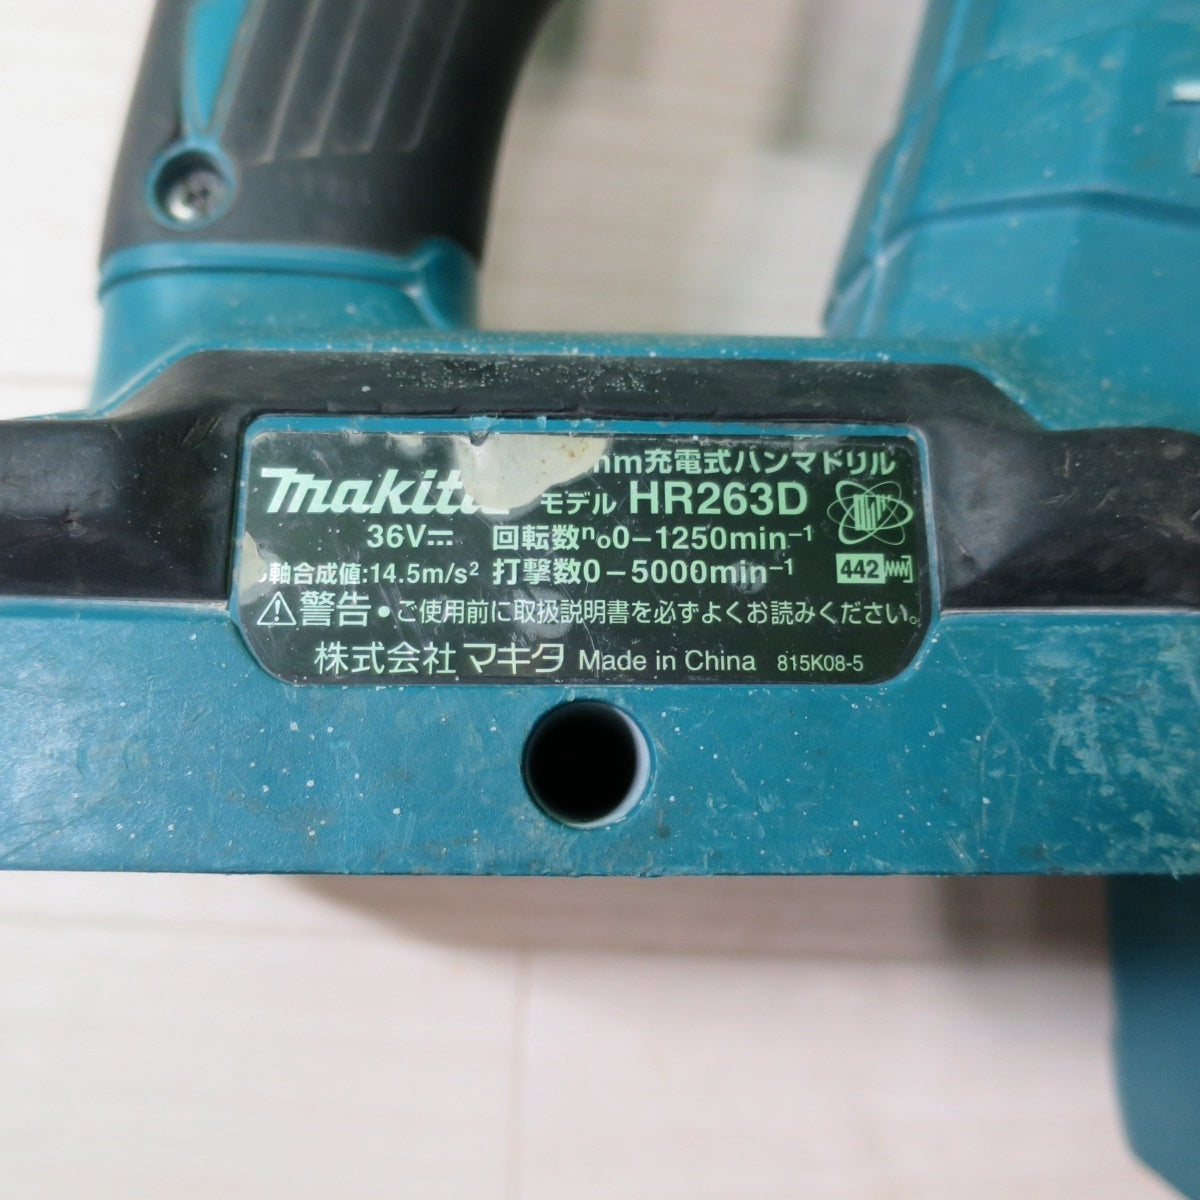 mm充電式ハンマドリル
makita モデル HR263D
36V⎓ 回転数ⁿ₀0−1250min⁻¹
軸合成値:14.5m/s² 打撃数0−5000min⁻¹ 442
⚠警告・ご使用前に取扱説明書を必ずよくお読みください。
株式会社マキタ Made in China 815K08-5